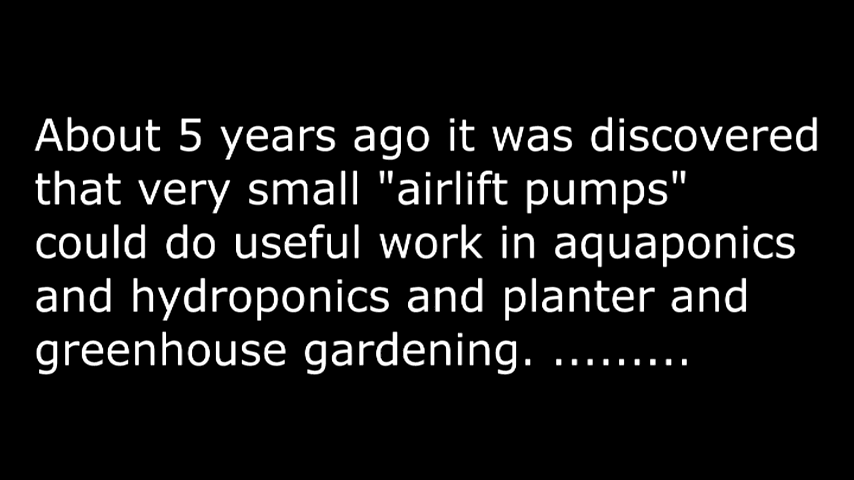 About 5 years ago it was discovered
that very small "airlift pumps"
could do useful work in aquaponics
and hydroponics and planter and
greenhouse gardening. .........